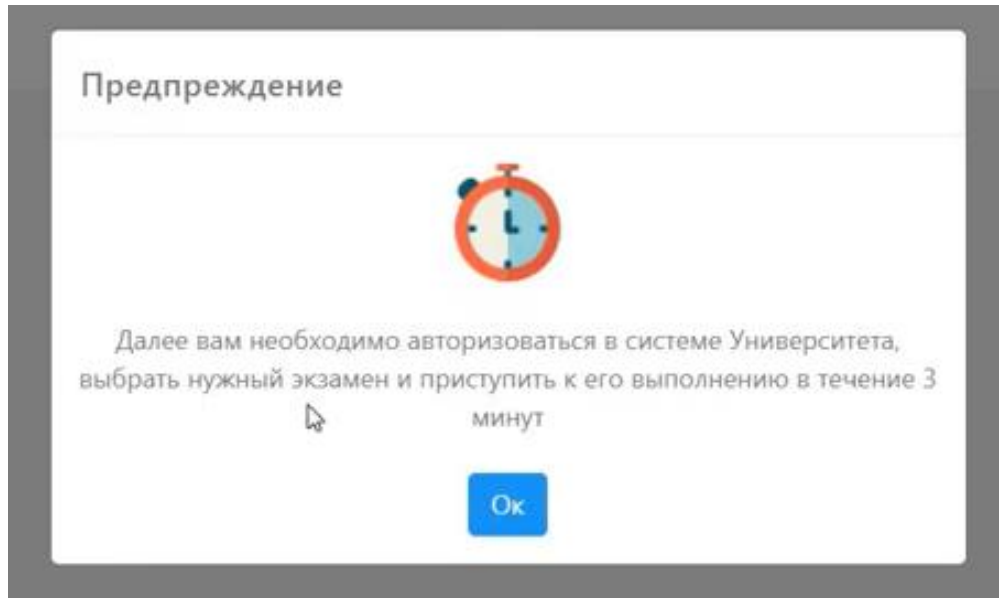 Предпреждение
Далее вам необходимо авторизоваться в системе Университета,
выбрать нужный экзамен и приступить к его выполнению в течение 3
минут
Ок